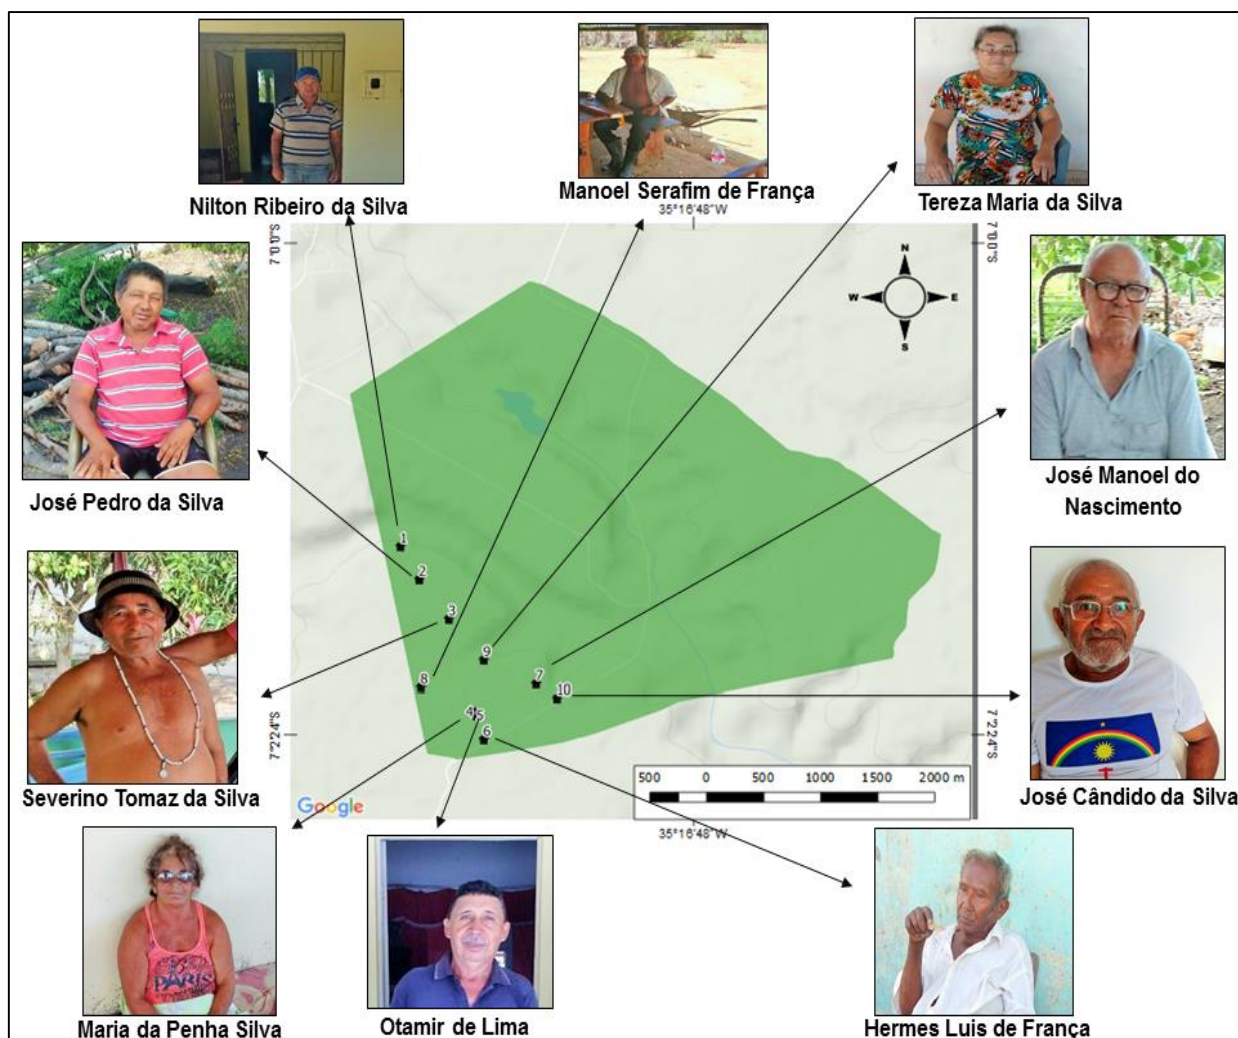 Nilton Ribeiro da Silva
Manoel Serafim de França
Tereza Maria da Silva
35°16'48"W
7°0'0"S
7°0'0"S
N
W
E
S
José Pedro da Silva
José Manoel do
Nascimento
1
2
3
9
8
7
10
4
5
6
7°2'24"S
7°2'24"S
Severino Tomaz da Silva
José Cândido da Silva
500 0 500 1000 1500 2000 m
Google
35°16'48"W
PARIS
Maria da Penha Silva
Otamir de Lima
Hermes Luis de França